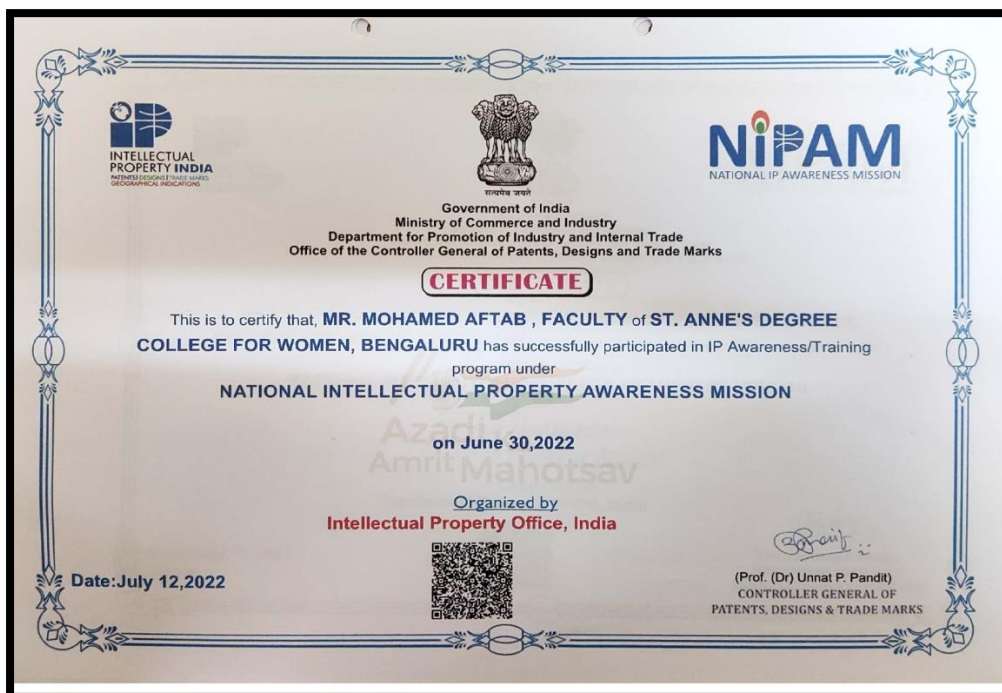 INTELLECTUAL
PROPERTY INDIA
PATENTS | DESIGNS | TRADE MARKS
GEOGRAPHICAL INDICATIONS
सत्यमेव जयते
NiPAM
NATIONAL IP AWARENESS MISSION
Government of India
Ministry of Commerce and Industry
Department for Promotion of Industry and Internal Trade
Office of the Controller General of Patents, Designs and Trade Marks
CERTIFICATE
This is to certify that, MR. MOHAMED AFTAB , FACULTY of ST. ANNE'S DEGREE
COLLEGE FOR WOMEN, BENGALURU has successfully participated in IP Awareness/Training
program under
NATIONAL INTELLECTUAL PROPERTY AWARENESS MISSION
Azadi
on June 30,2022
Amrit Mahotsav
Organized by
Intellectual Property Office, India
Date:July 12,2022
(Prof. (Dr) Unnat P. Pandit)
CONTROLLER GENERAL OF
PATENTS, DESIGNS & TRADE MARKS